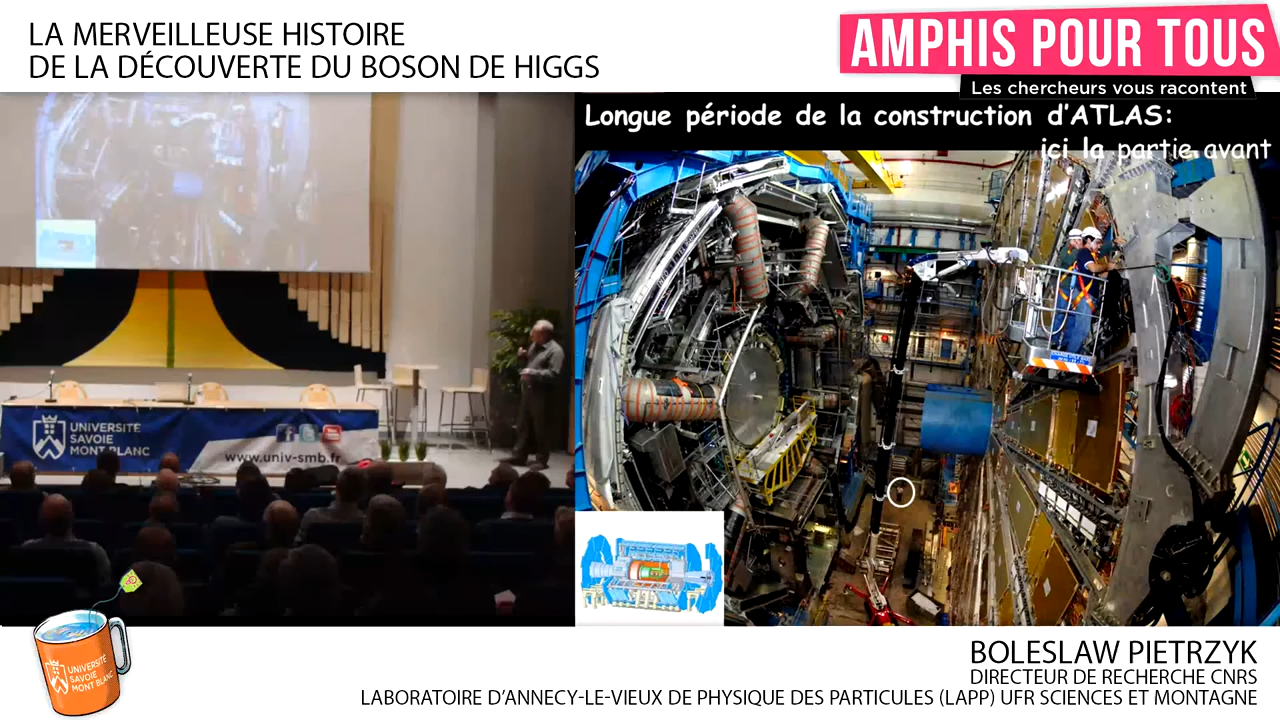 LA MERVEILLEUSE HISTOIRE
DE LA DÉCOUVERTE DU BOSON DE HIGGS
AMPHIS POUR TOUS
Les chercheurs vous racontent
Longue période de la construction d'ATLAS:
ici la partie avant
UNIVERSITÉ
SAVOIE
MONT BLANC
www.univ-smb.fr
UNIVERSITÉ
SAVOIE
MONT BLANC
BOLESLAW PIETRZYK
DIRECTEUR DE RECHERCHE CNRS
LABORATOIRE D'ANNECY-LE-VIEUX DE PHYSIQUE DES PARTICULES (LAPP) UFR SCIENCES ET MONTAGNE